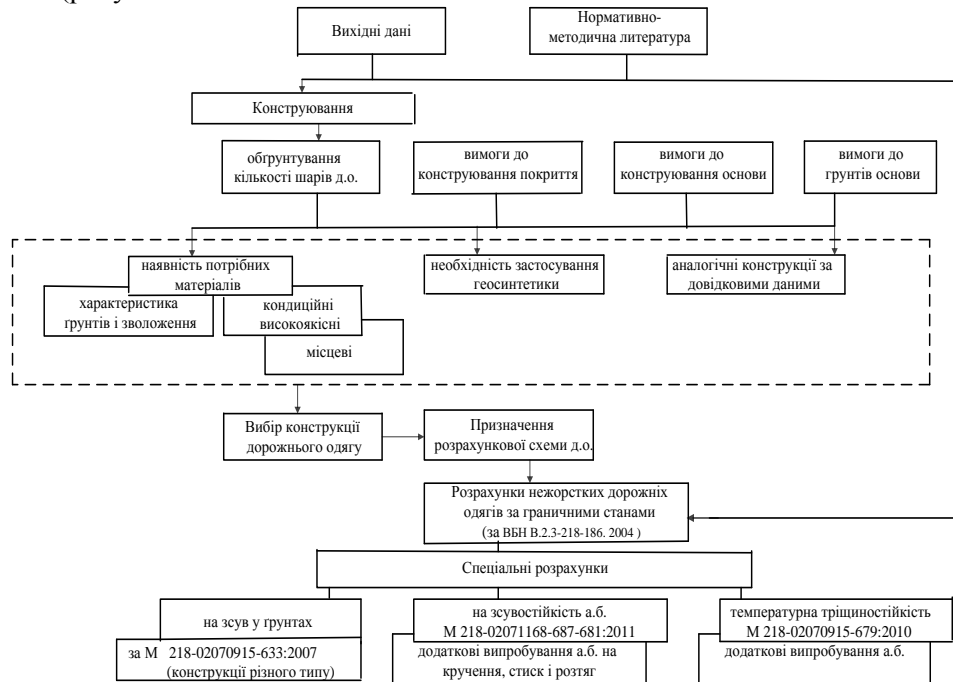 Вихідні дані
Нормативно-
методична литература
Конструювання
обгрунтування
кількості шарів д.о.
вимоги до
конструювання покриття
вимоги до
конструювання основи
вимоги до
грунтів основи
наявність потрібних
матеріалів
характеристика
ґрунтів і зволоження
кондиційні
високоякісні
місцеві
необхідність застосування
геосинтетики
аналогічні конструкції за
довідковими даними
Вибір конструкції
дорожнього одягу
Призначення
розрахункової схеми д.о.
Розрахунки нежорстких дорожніх
одягів за граничними станами
(за ВБН В.2.3-218-186. 2004 )
Спеціальні розрахунки
на зсув у ґрунтах
за М 218-02070915-633:2007
(конструкції різного типу)
на зсувостійкість а.б.
М 218-02071168-687-681:2011
додаткові випробування а.б. на
кручення, стиск і розтяг
температурна тріщиностійкість
М 218-02070915-679:2010
додаткові випробування а.б.